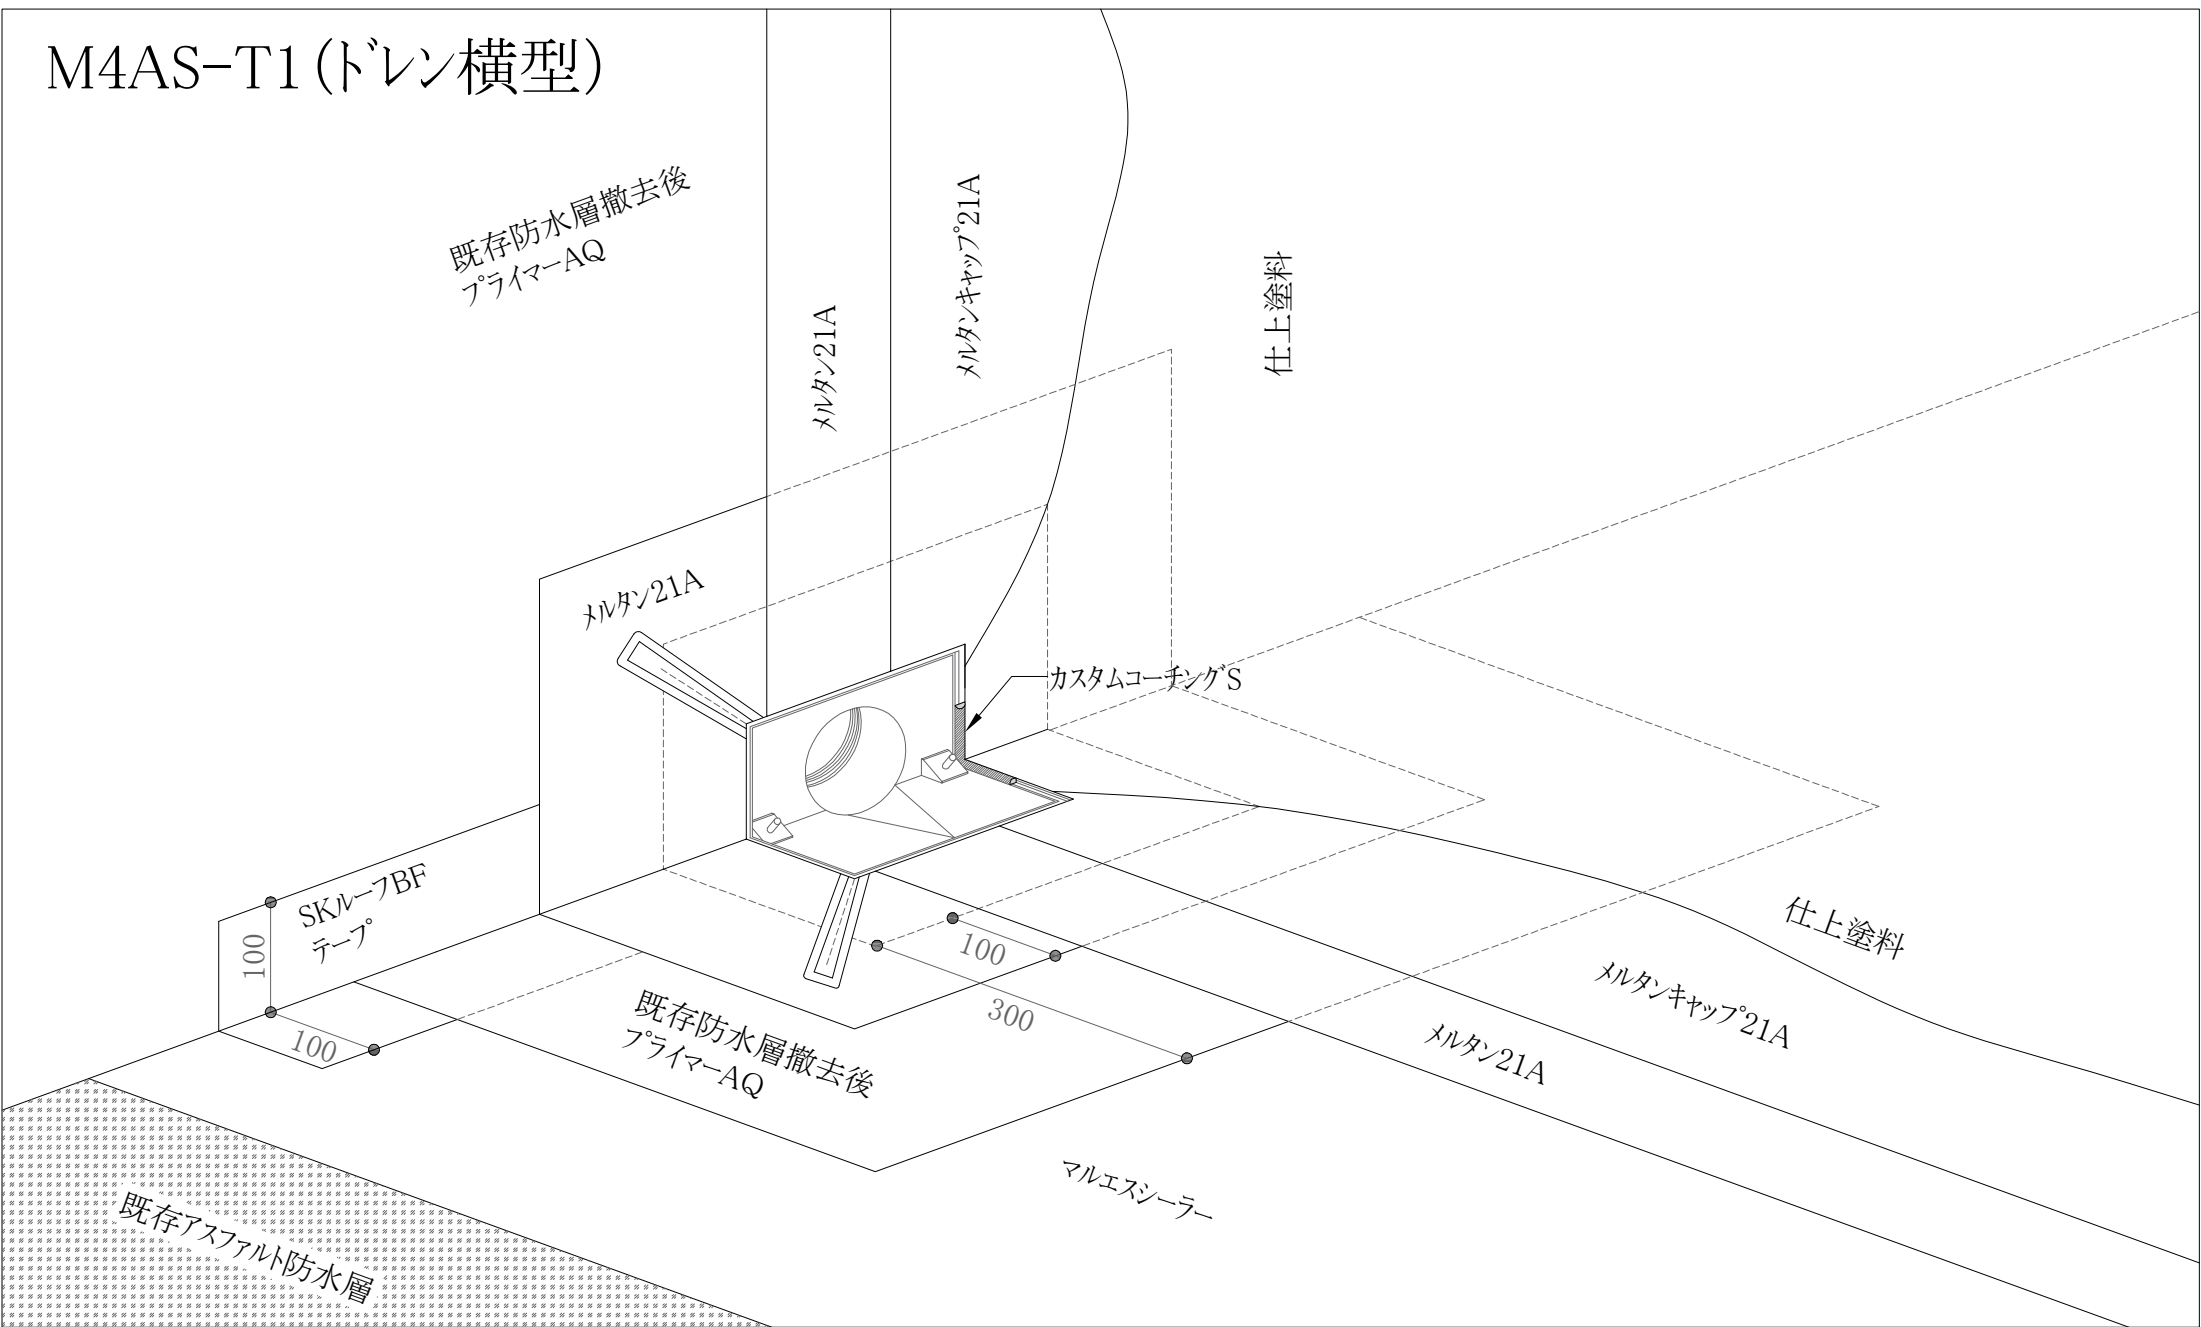 M4AS-T1(ドレン横型)
既存防水層撤去後
プライマーAQ
メルタン21A
メルタンキャップ21A
仕上塗料
メルタン21A
カスタムコーチングS
SKルーフBF
テープ
100
100
100
300
既存防水層撤去後
プライマーAQ
仕上塗料
メルタンキャップ21A
メルタン21A
マルエスシーラー
既存アスファルト防水層